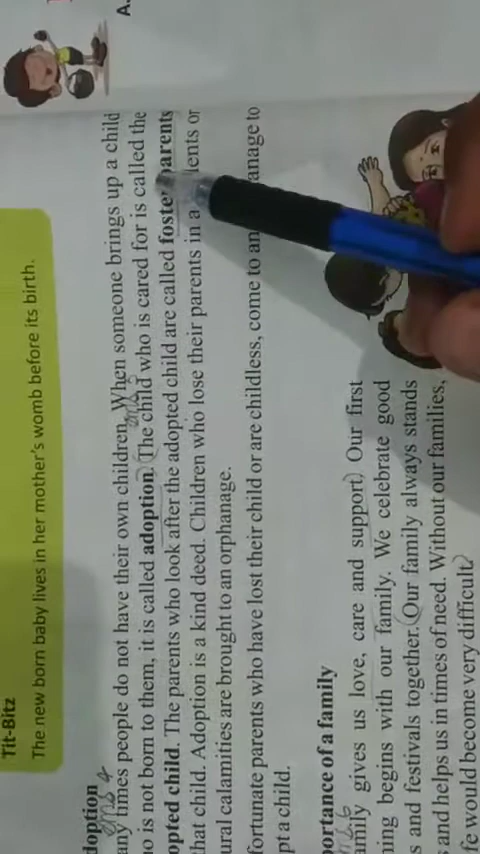 A.
Tit-Bitz
The new born baby lives in her mother's womb before its birth.
doption
Ans 4
any times people do not have their own children. When someone brings up a child
Ans 5
o is not born to them, it is called adoption. (The child who is cared for is called the
opted child. The parents who look after the adopted child are called foster parents
hat child. Adoption is a kind deed. Children who lose their parents in a
ents or
ural calamities are brought to an orphanage.
fortunate parents who have lost their child or are childless, come to an
anage to
pt a child.
portance of a family
amily gives us love, care and support) Our first
ing begins with our family. We celebrate good
s and festivals together. (Our family always stands
s and helps us in times of need. Without our families,
fe would become very difficult)